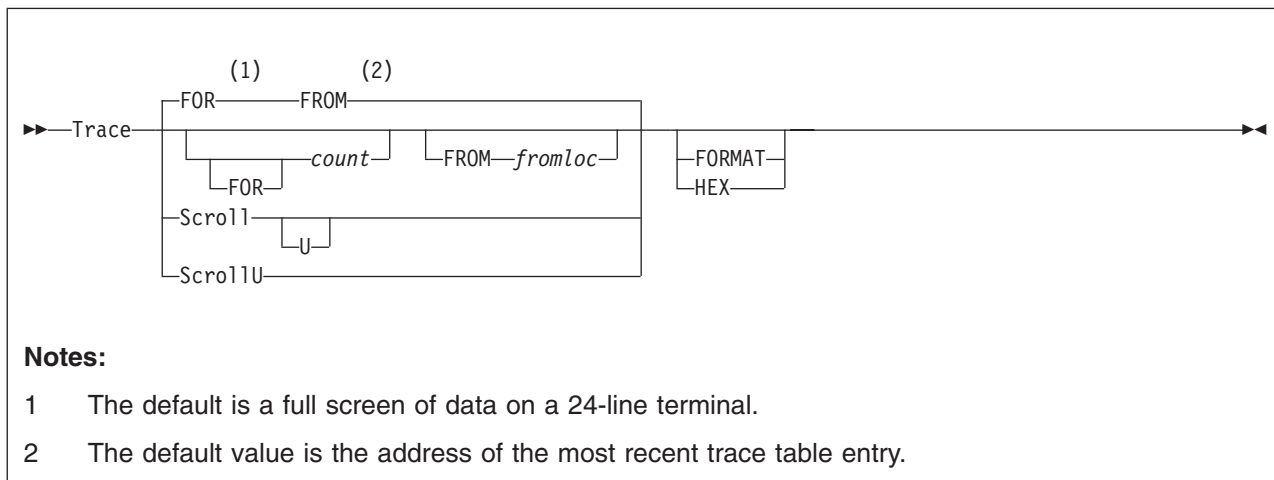 (1) (2)
FOR FROM
Trace
count FROM fromloc FORMAT
FOR HEX
Scroll
U
ScrollU
Notes:
1 The default is a full screen of data on a 24-line terminal.
2 The default value is the address of the most recent trace table entry.